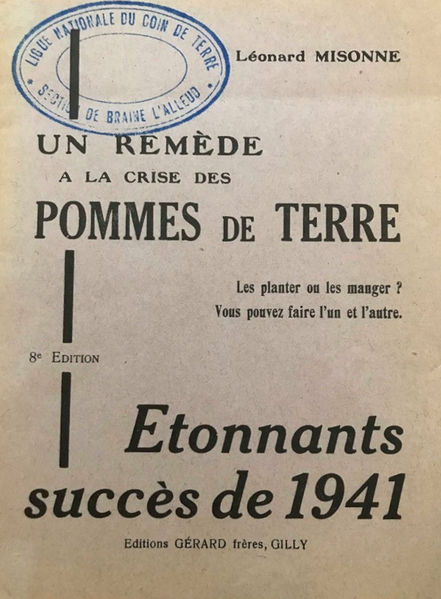 LIGUE NATIONALE DU COIN DE TERRE
SECTION DE BRAINE L'ALLEUD
Léonard MISONNE
UN REMÈDE
A LA CRISE DES
POMMES DE TERRE
Les planter ou les manger ?
Vous pouvez faire l'un et l'autre.
8e EDITION
Etonnants
succès de 1941
Editions GÉRARD frères, GILLY